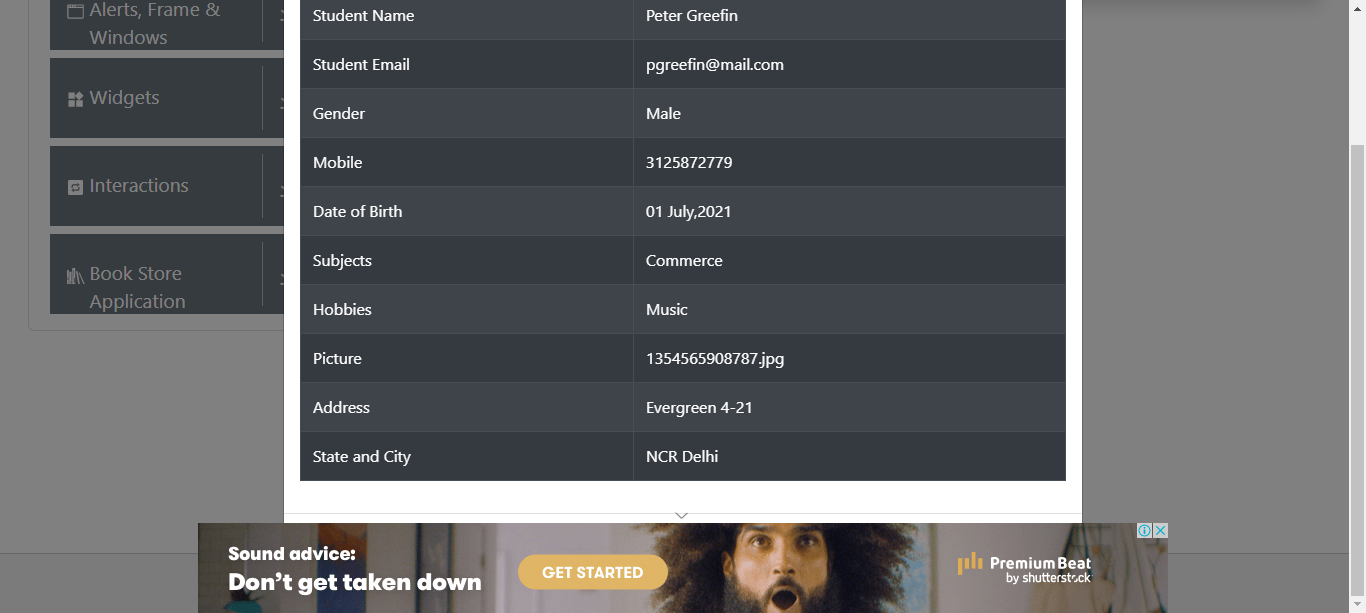 Alerts, Frame &
Windows
Widgets
Interactions
Book Store
Application
Student Name Peter Greefin
Student Email pgreefin@mail.com
Gender Male
Mobile 3125872779
Date of Birth 01 July,2021
Subjects Commerce
Hobbies Music
Picture 1354565908787.jpg
Address Evergreen 4-21
State and City NCR Delhi
Sound advice:
Don't get taken down
GET STARTED
PremiumBeat
by shutterstock